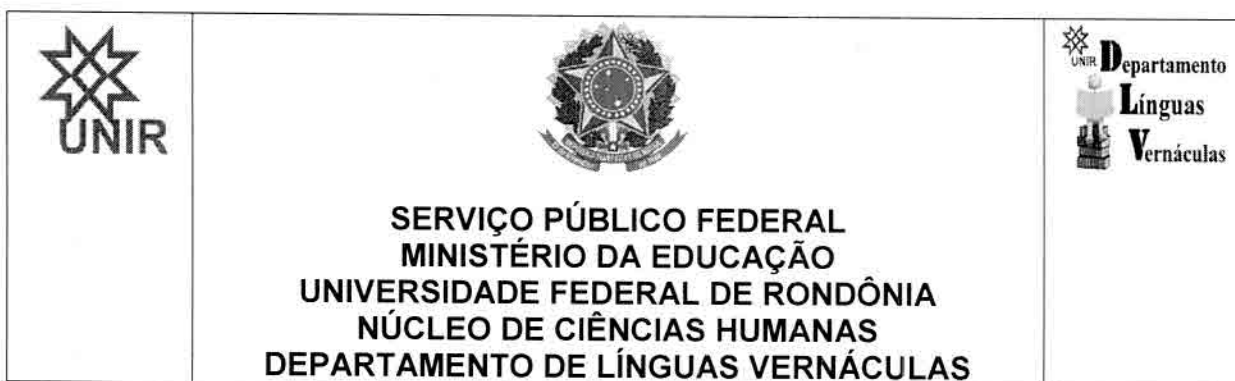 UNIR
SERVIÇO PÚBLICO FEDERAL
MINISTÉRIO DA EDUCAÇÃO
UNIVERSIDADE FEDERAL DE RONDÔNIA
NÚCLEO DE CIÊNCIAS HUMANAS
DEPARTAMENTO DE LÍNGUAS VERNÁCULAS
UNIR Departamento
Línguas
Vernáculas